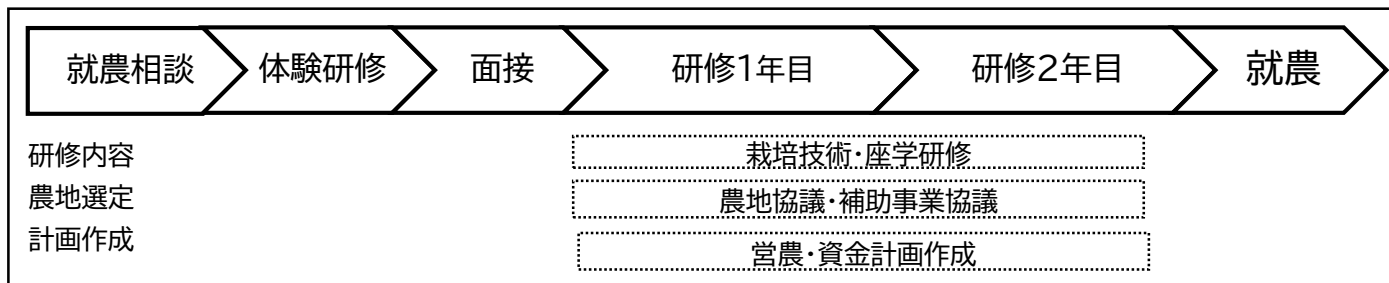 就農相談 体験研修 面接 研修1年目 研修2年目 就農
研修内容 栽培技術・座学研修
農地選定 農地協議・補助事業協議
計画作成 営農・資金計画作成